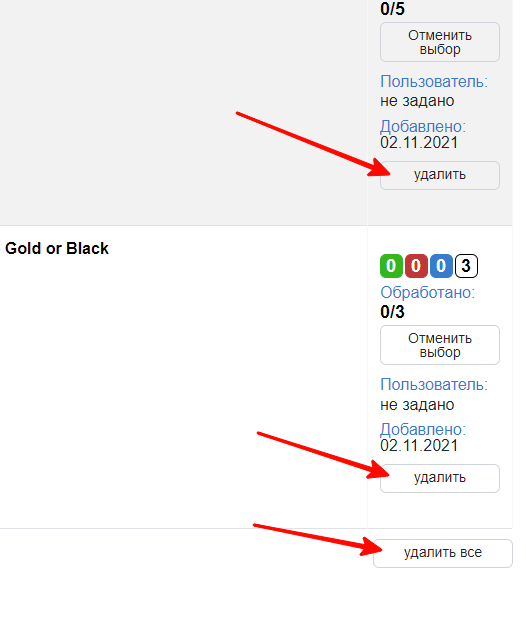 0/5
Отменить
выбор
Пользователь:
не задано
Добавлено:
02.11.2021
удалить
Gold or Black
0 0 0 3
Обработано:
0/3
Отменить
выбор
Пользователь:
не задано
Добавлено:
02.11.2021
удалить
удалить все